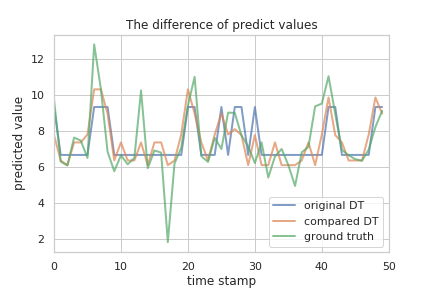 The difference of predict values
predicted value
12
10
8
6
4
2
0
10
20
30
40
50
time stamp
original DT
compared DT
ground truth